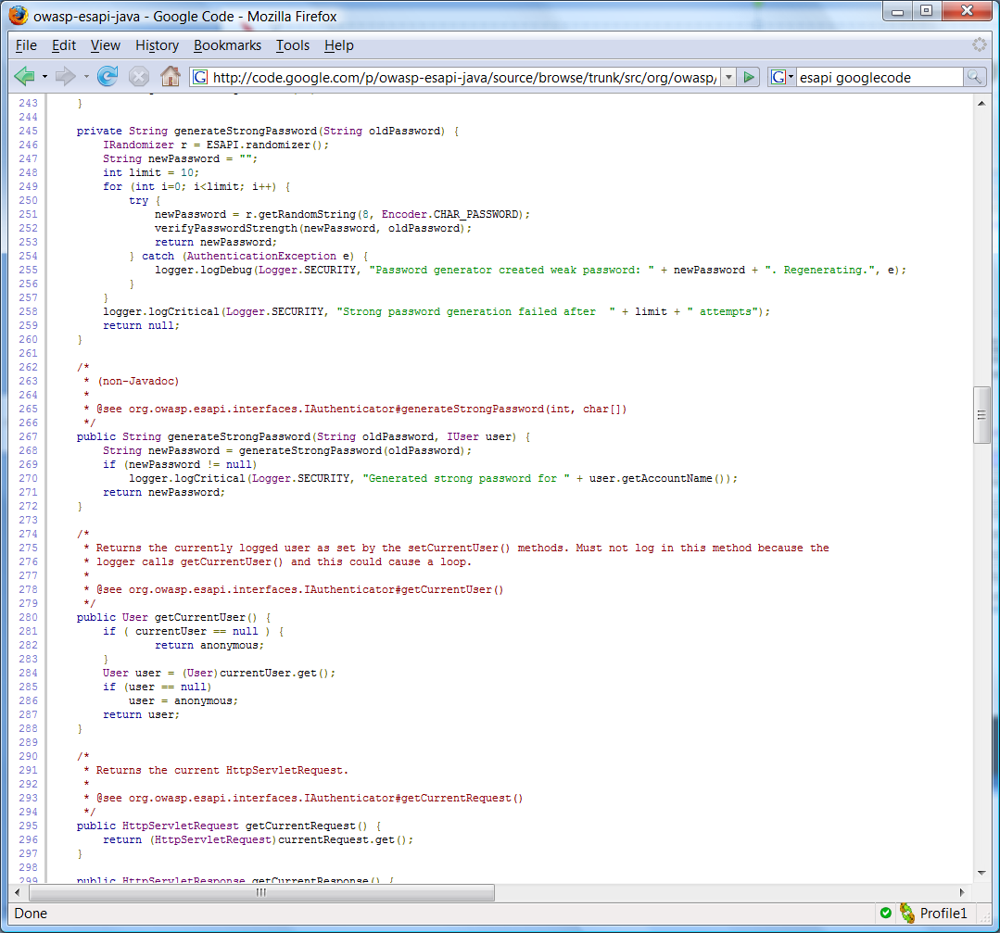 owasp-esapi-java - Google Code - Mozilla Firefox
File Edit View History Bookmarks Tools Help
G http://code.google.com/p/owasp-esapi-java/source/browse/trunk/src/org/owasp/ G esapi googlecode
243     }
244
245     private String generateStrongPassword(String oldPassword) {
246         IRandomizer r = ESAPI.randomizer();
247         String newPassword = "";
248         int limit = 10;
249         for (int i=0; i<limit; i++) {
250             try {
251                 newPassword = r.getRandomString(8, Encoder.CHAR_PASSWORD);
252                 verifyPasswordStrength(newPassword, oldPassword);
253                 return newPassword;
254             } catch (AuthenticationException e) {
255                 logger.logDebug(Logger.SECURITY, "Password generator created weak password: " + newPassword + ". Regenerating.", e);
256             }
257         }
258         logger.logCritical(Logger.SECURITY, "Strong password generation failed after  " + limit + " attempts");
259         return null;
260     }
261
262     /*
263      * (non-Javadoc)
264      *
265      * @see org.owasp.esapi.interfaces.IAuthenticator#generateStrongPassword(int, char[])
266      */
267     public String generateStrongPassword(String oldPassword, IUser user) {
268         String newPassword = generateStrongPassword(oldPassword);
269         if (newPassword != null)
270             logger.logCritical(Logger.SECURITY, "Generated strong password for " + user.getAccountName());
271         return newPassword;
272     }
273
274     /*
275      * Returns the currently logged user as set by the setCurrentUser() methods. Must not log in this method because the
276      * logger calls getCurrentUser() and this could cause a loop.
277      *
278      * @see org.owasp.esapi.interfaces.IAuthenticator#getCurrentUser()
279      */
280     public User getCurrentUser() {
281         if ( currentUser == null ) {
282                 return anonymous;
283         }
284         User user = (User)currentUser.get();
285         if (user == null)
286             user = anonymous;
287         return user;
288     }
289
290     /*
291      * Returns the current HttpServletRequest.
292      *
293      * @see org.owasp.esapi.interfaces.IAuthenticator#getCurrentRequest()
294      */
295     public HttpServletRequest getCurrentRequest() {
296         return (HttpServletRequest)currentRequest.get();
297     }
298
299     public HttpServletResponse getCurrentResponse() {
Done Profile1